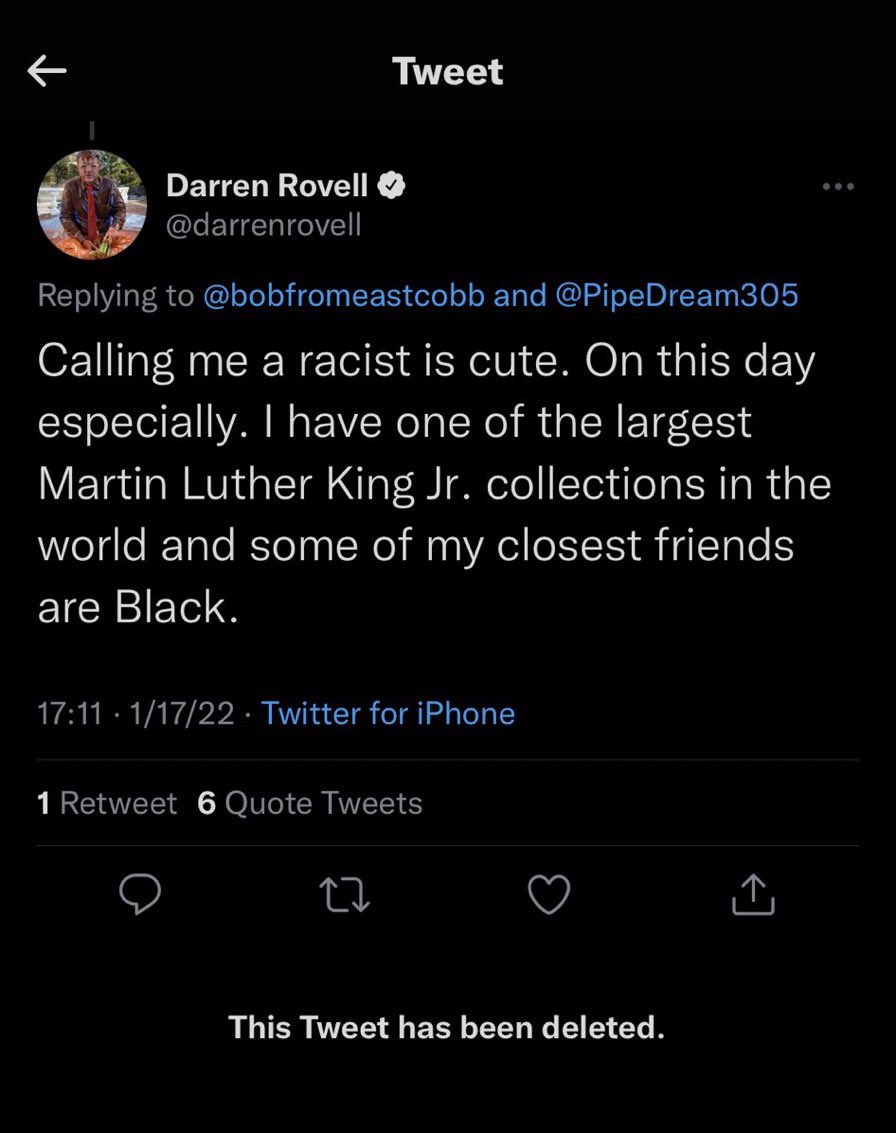 Tweet
Darren Rovell
@darrenrovell
Replying to @bobfromeastcobb and @PipeDream305
Calling me a racist is cute. On this day
especially. I have one of the largest
Martin Luther King Jr. collections in the
world and some of my closest friends
are Black.
17:11 · 1/17/22 · Twitter for iPhone
1 Retweet 6 Quote Tweets
This Tweet has been deleted.